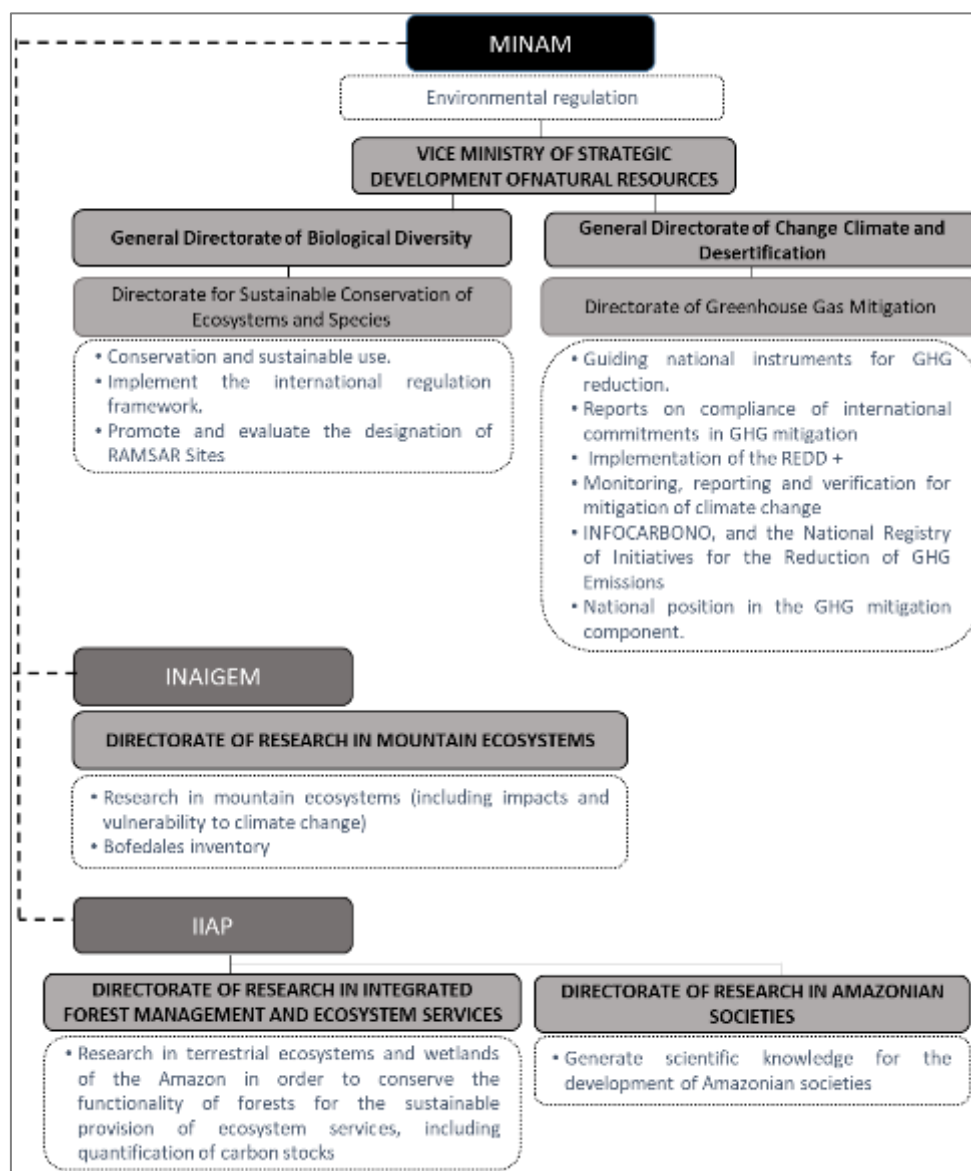 MINAM
Environmental regulation
VICE MINISTRY OF STRATEGIC
DEVELOPMENT OFNATURAL RESOURCES
General Directorate of Biological Diversity
Directorate for Sustainable Conservation of
Ecosystems and Species
• Conservation and sustainable use.
• Implement the international regulation
framework.
• Promote and evaluate the designation of
RAMSAR Sites
General Directorate of Change Climate and
Desertification
Directorate of Greenhouse Gas Mitigation
• Guiding national instruments for GHG
reduction.
• Reports on compliance of international
commitments in GHG mitigation
• Implementation of the REDD +
• Monitoring, reporting and verification for
mitigation of climate change
• INFOCARBONO, and the National Registry
of Initiatives for the Reduction of GHG
Emissions
• National position in the GHG mitigation
component.
INAIGEM
DIRECTORATE OF RESEARCH IN MOUNTAIN ECOSYSTEMS
• Research in mountain ecosystems (including impacts and
vulnerability to climate change)
• Bofedales inventory
IIAP
DIRECTORATE OF RESEARCH IN INTEGRATED
FOREST MANAGEMENT AND ECOSYSTEM SERVICES
• Research in terrestrial ecosystems and wetlands
of the Amazon in order to conserve the
functionality of forests for the sustainable
provision of ecosystem services, including
quantification of carbon stocks
DIRECTORATE OF RESEARCH IN AMAZONIAN
SOCIETIES
• Generate scientific knowledge for the
development of Amazonian societies